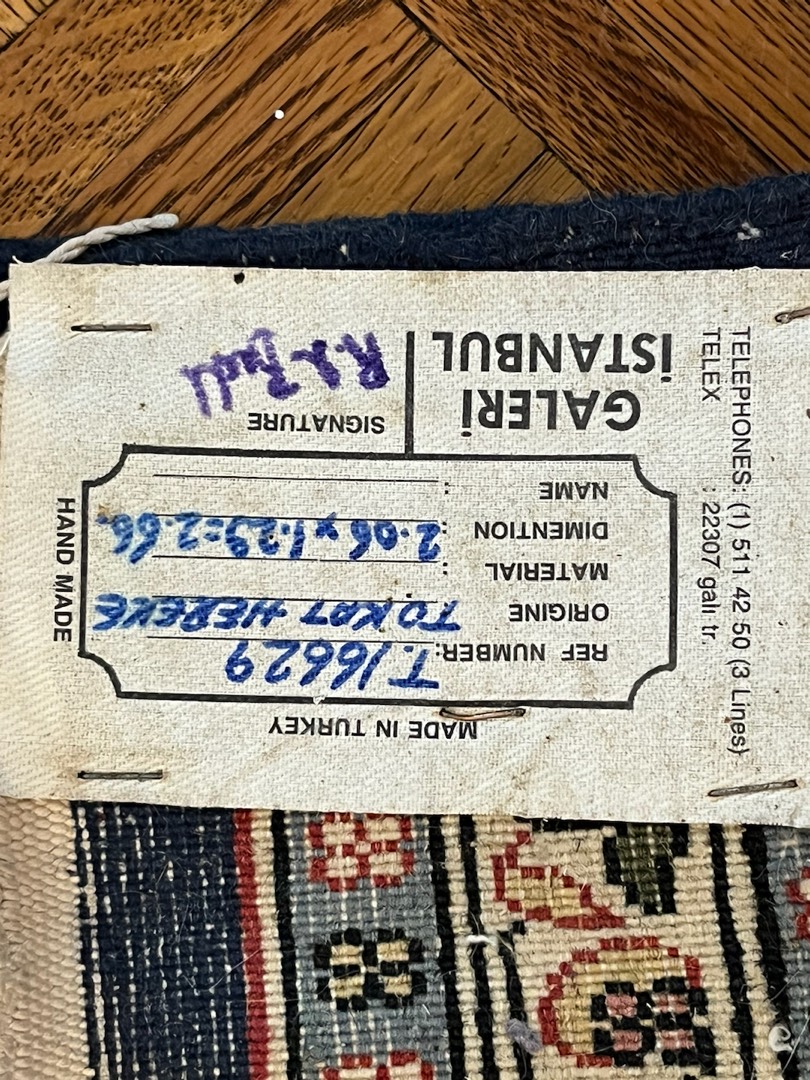 MADE IN TURKEY
REF NUMBER: T.16629
ORIGINE TOKAT HEREKE
MATERIAL :
DIMENTION : 2.06 x 1.29=2.66.
NAME :
HAND MADE
GALERİ
İSTANBUL
SIGNATURE
TELEPHONES: (1) 511 42 50 (3 Lines)
TELEX : 22307 galı tr.